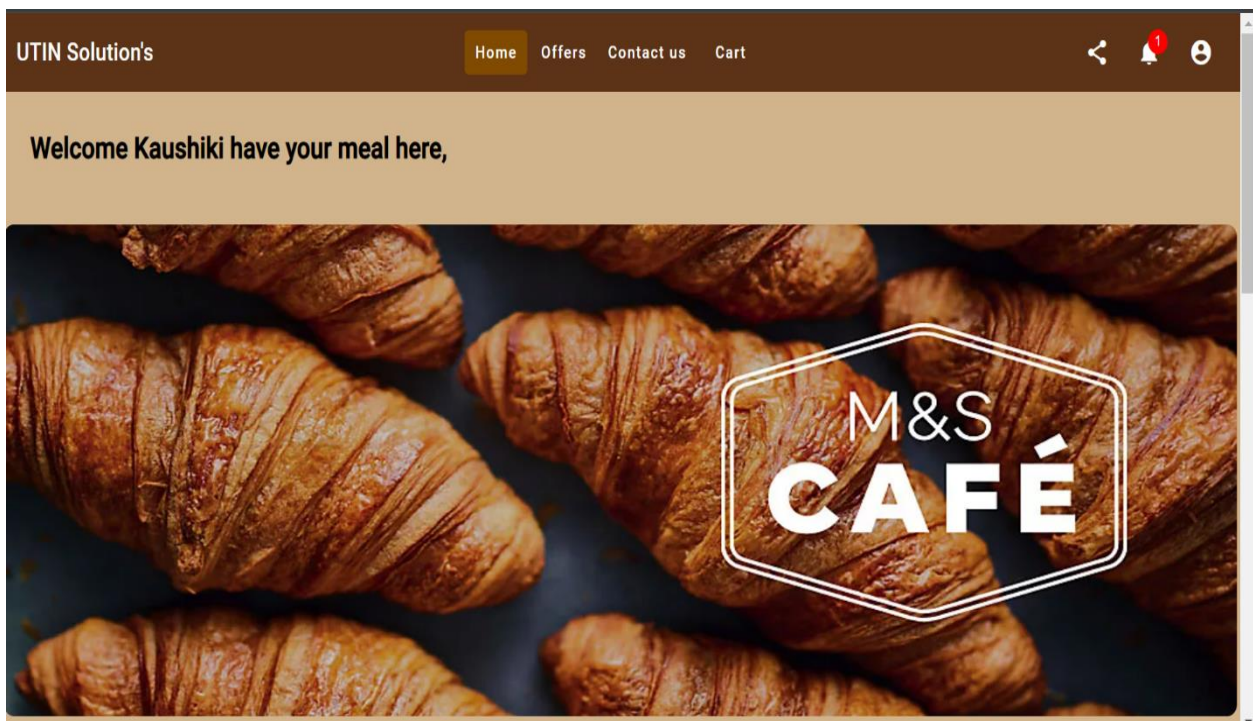 UTIN Solution's
Home Offers Contact us Cart
1
Welcome Kaushiki have your meal here,
M&S
CAFÉ